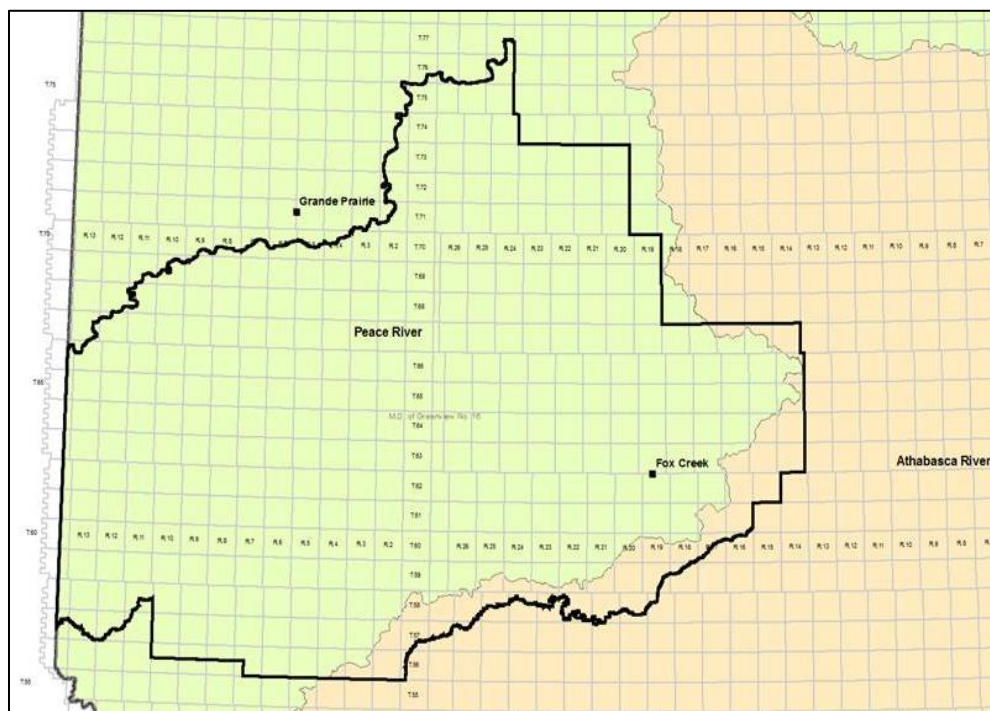 T.77
T.76
T.75
T.75
T.74
T.73
T.72
Grande Prairie
T.71
T.70
R.13 R.12 R.11 R.10 R.9 R.8 R.4 R.3 R.2 T.70 R.26 R.25 R.24 R.23 R.22 R.21 R.20 R.19 R.18 R.17 R.16 R.15 R.14 R.13 R.12 R.11 R.10 R.9 R.8 R.7
T.69
T.68
Peace River
T.66
T.65
T.65
M.D. of Greenview No. 16
T.64
T.63
Fox Creek
Athabasca River
T.62
T.61
T.60
R.13 R.12 R.11 R.10 R.9 R.8 R.7 R.6 R.5 R.4 R.3 R.2 T.60 R.26 R.25 R.24 R.23 R.22 R.21 R.20 R.19 R.18 R.16 R.15 R.14 R.13 R.12 R.11 R.10 R.9 R.8
T.59
T.58
T.57
T.56
T.55
T.55